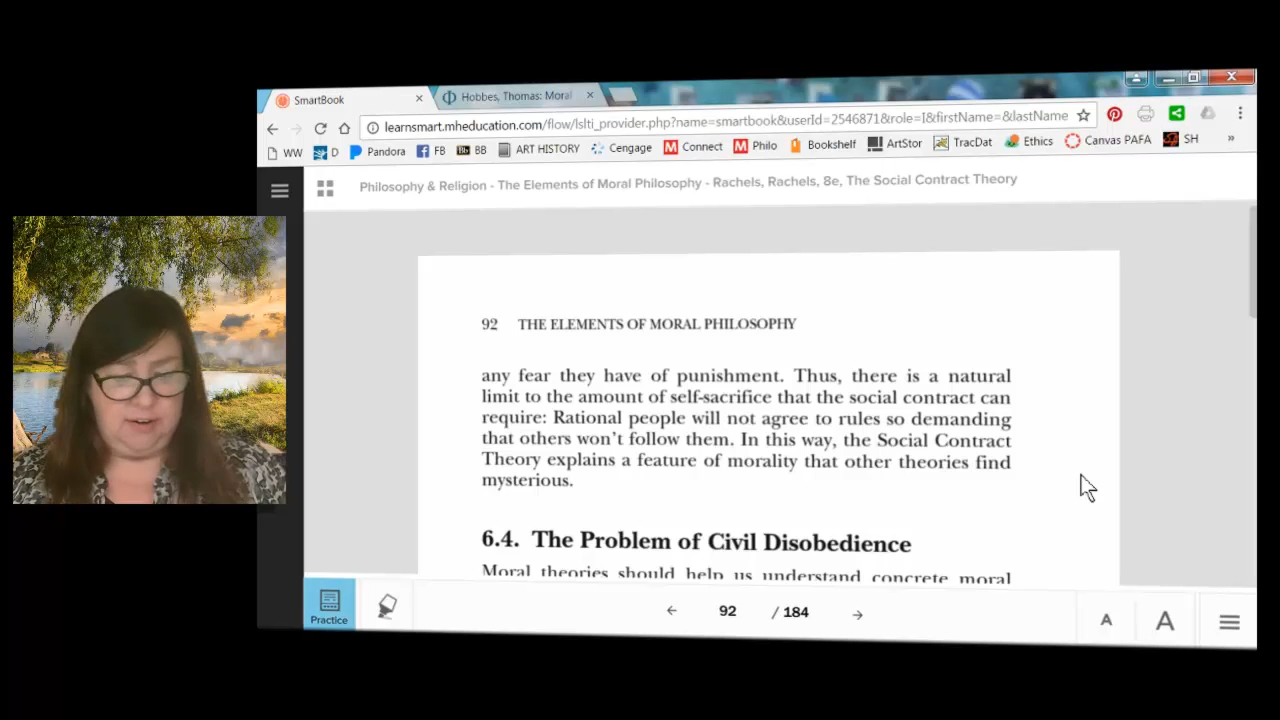 SmartBook
Hobbes, Thomas: Moral
learnsmart.mheducation.com/flow/lslti_provider.php?name=smartbook&userId=2546871&role=I&firstName=&lastName
WW D Pandora FB BB ART HISTORY Cengage Connect Philo Bookshelf ArtStor TracDat Ethics Canvas PAFA SH »
Philosophy & Religion - The Elements of Moral Philosophy - Rachels, Rachels, 8e, The Social Contract Theory
92 THE ELEMENTS OF MORAL PHILOSOPHY
any fear they have of punishment. Thus, there is a natural
limit to the amount of self-sacrifice that the social contract can
require: Rational people will not agree to rules so demanding
that others won't follow them. In this way, the Social Contract
Theory explains a feature of morality that other theories find
mysterious.
6.4. The Problem of Civil Disobedience
Moral theories should help us understand concrete moral
Practice
92 / 184
A A